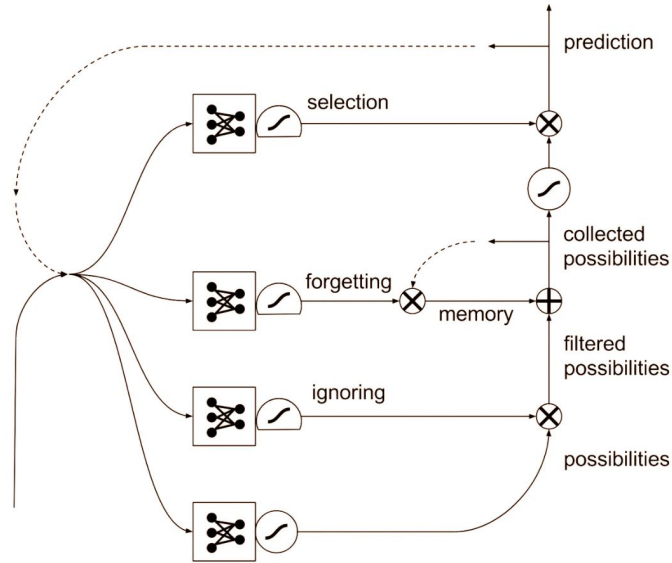 prediction
selection
collected
possibilities
forgetting
memory
filtered
possibilities
ignoring
possibilities